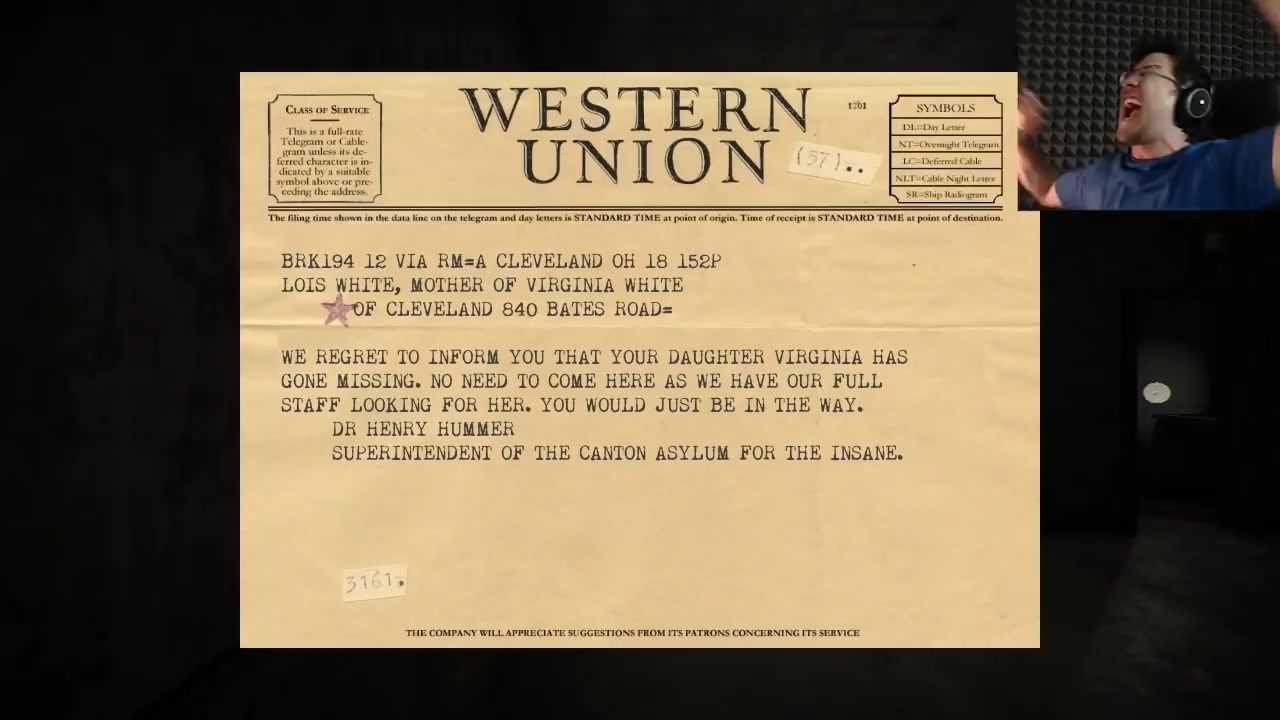 CLASS OF SERVICE
This is a full-rate
Telegram or Cable-
gram unless its de-
ferred character is in-
dicated by a suitable
symbol above or pre-
ceding the address.
WESTERN
UNION
(57)..
1201
SYMBOLS
DL=Day Letter
NT=Overnight Telegram
LC=Deferred Cable
NLT=Cable Night Letter
SR=Ship Radiogram
The filing time shown in the data line on the telegram and day letters is STANDARD TIME at point of origin. Time of receipt is STANDARD TIME at point of destination.
BRK194 12 VIA RM=A CLEVELAND OH 18 152P
LOIS WHITE, MOTHER OF VIRGINIA WHITE
OF CLEVELAND 840 BATES ROAD=
WE REGRET TO INFORM YOU THAT YOUR DAUGHTER VIRGINIA HAS
GONE MISSING. NO NEED TO COME HERE AS WE HAVE OUR FULL
STAFF LOOKING FOR HER. YOU WOULD JUST BE IN THE WAY.
DR HENRY HUMMER
SUPERINTENDENT OF THE CANTON ASYLUM FOR THE INSANE.
3161.
THE COMPANY WILL APPRECIATE SUGGESTIONS FROM ITS PATRONS CONCERNING ITS SERVICE